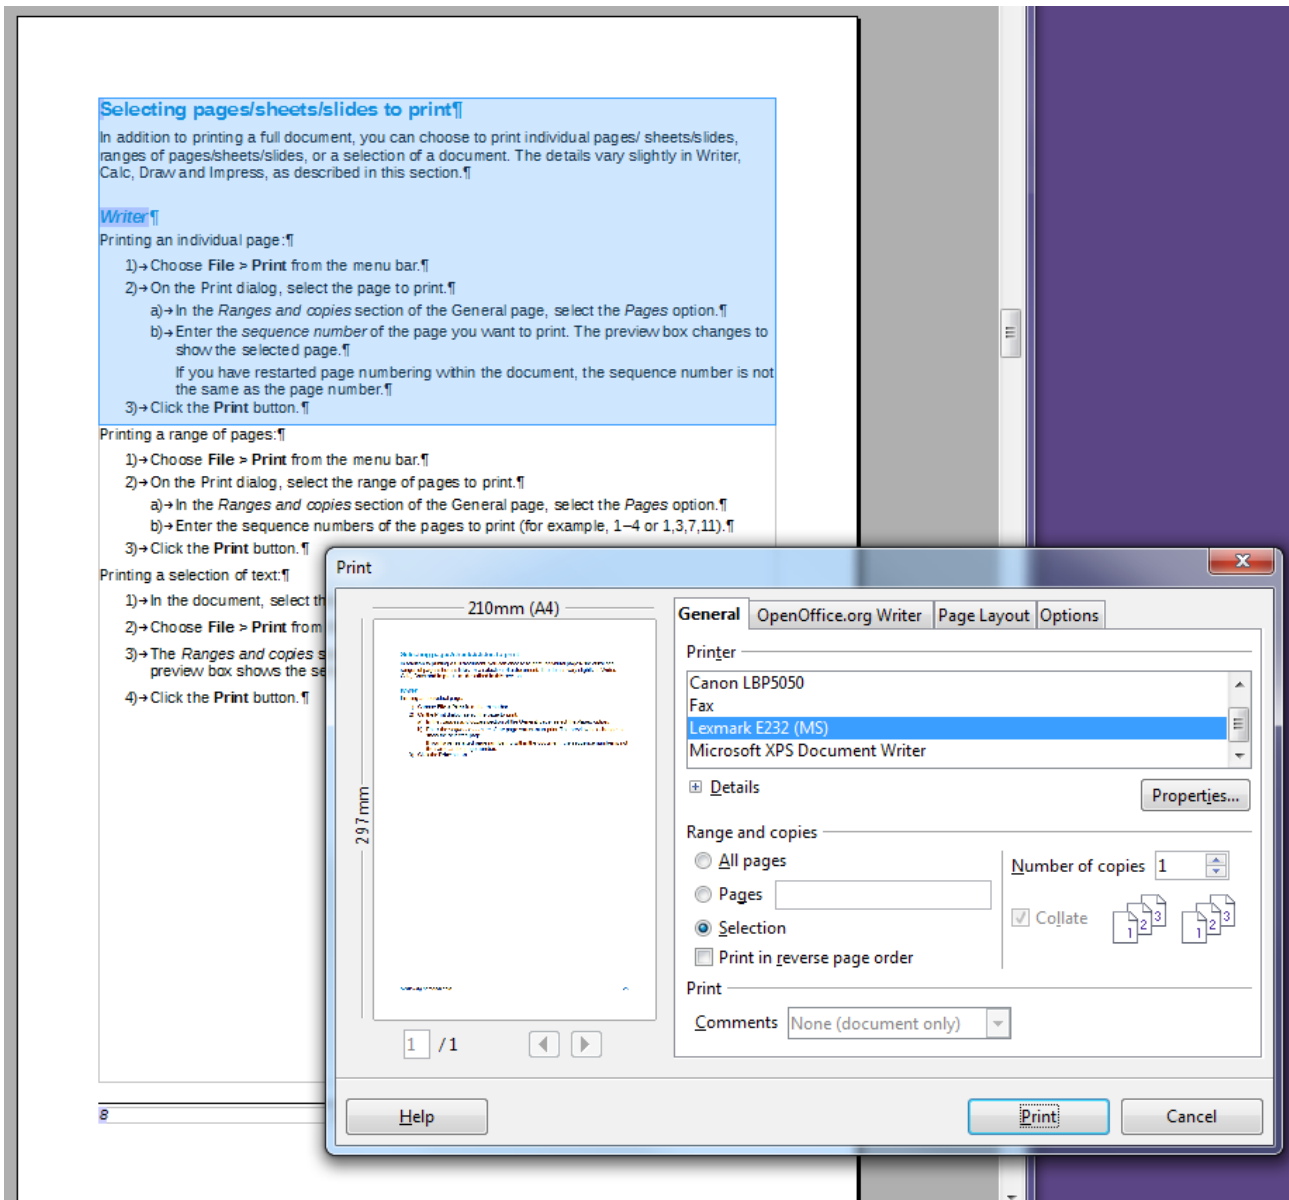 Selecting pages/sheets/slides to print¶
In addition to printing a full document, you can choose to print individual pages/ sheets/slides,
ranges of pages/sheets/slides, or a selection of a document. The details vary slightly in Writer,
Calc, Draw and Impress, as described in this section.¶
Writer¶
Printing an individual page:¶
1)→Choose File > Print from the menu bar.¶
2)→On the Print dialog, select the page to print.¶
a)→In the Ranges and copies section of the General page, select the Pages option.¶
b)→Enter the sequence number of the page you want to print. The preview box changes to
show the selected page.¶
If you have restarted page numbering within the document, the sequence number is not
the same as the page number.¶
3)→Click the Print button.¶
Printing a range of pages:¶
1)→Choose File > Print from the menu bar.¶
2)→On the Print dialog, select the range of pages to print.¶
a)→In the Ranges and copies section of the General page, select the Pages option.¶
b)→Enter the sequence numbers of the pages to print (for example, 1–4 or 1,3,7,11).¶
3)→Click the Print button.¶
Printing a selection of text:¶
1)→In the document, select th
2)→Choose File > Print from
3)→The Ranges and copies s
preview box shows the se
4)→Click the Print button.¶
8
Print
210mm (A4)
297mm
1 / 1
General OpenOffice.org Writer Page Layout Options
Printer
Canon LBP5050
Fax
Lexmark E232 (MS)
Microsoft XPS Document Writer
Details
Properties...
Range and copies
All pages
Pages
Selection
Print in reverse page order
Number of copies 1
Collate
1 2 3 1 2 3
Print
Comments None (document only)
Help
Print
Cancel